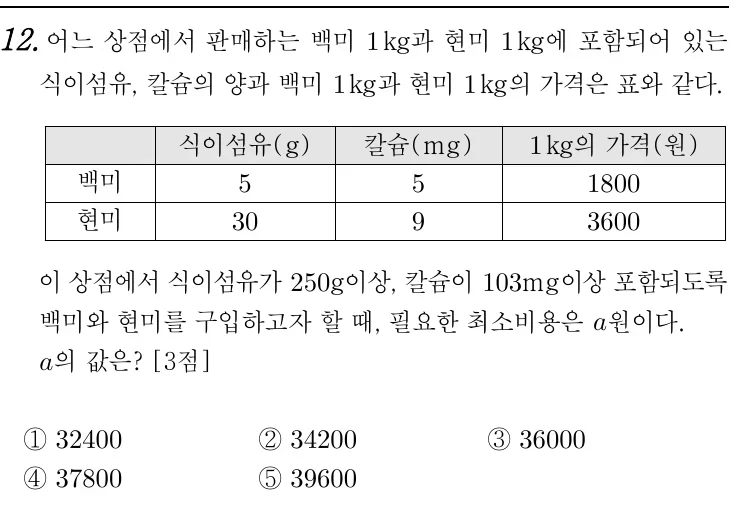 12. 어느 상점에서 판매하는 백미 1kg과 현미 1kg에 포함되어 있는
식이섬유, 칼슘의 양과 백미 1kg과 현미 1kg의 가격은 표와 같다.
식이섬유(g) 칼슘(mg) 1kg의 가격(원)
백미 5 5 1800
현미 30 9 3600
이 상점에서 식이섬유가 250g이상, 칼슘이 103mg이상 포함되도록
백미와 현미를 구입하고자 할 때, 필요한 최소비용은 a원이다.
a의 값은? [3점]
① 32400 ② 34200 ③ 36000
④ 37800 ⑤ 39600